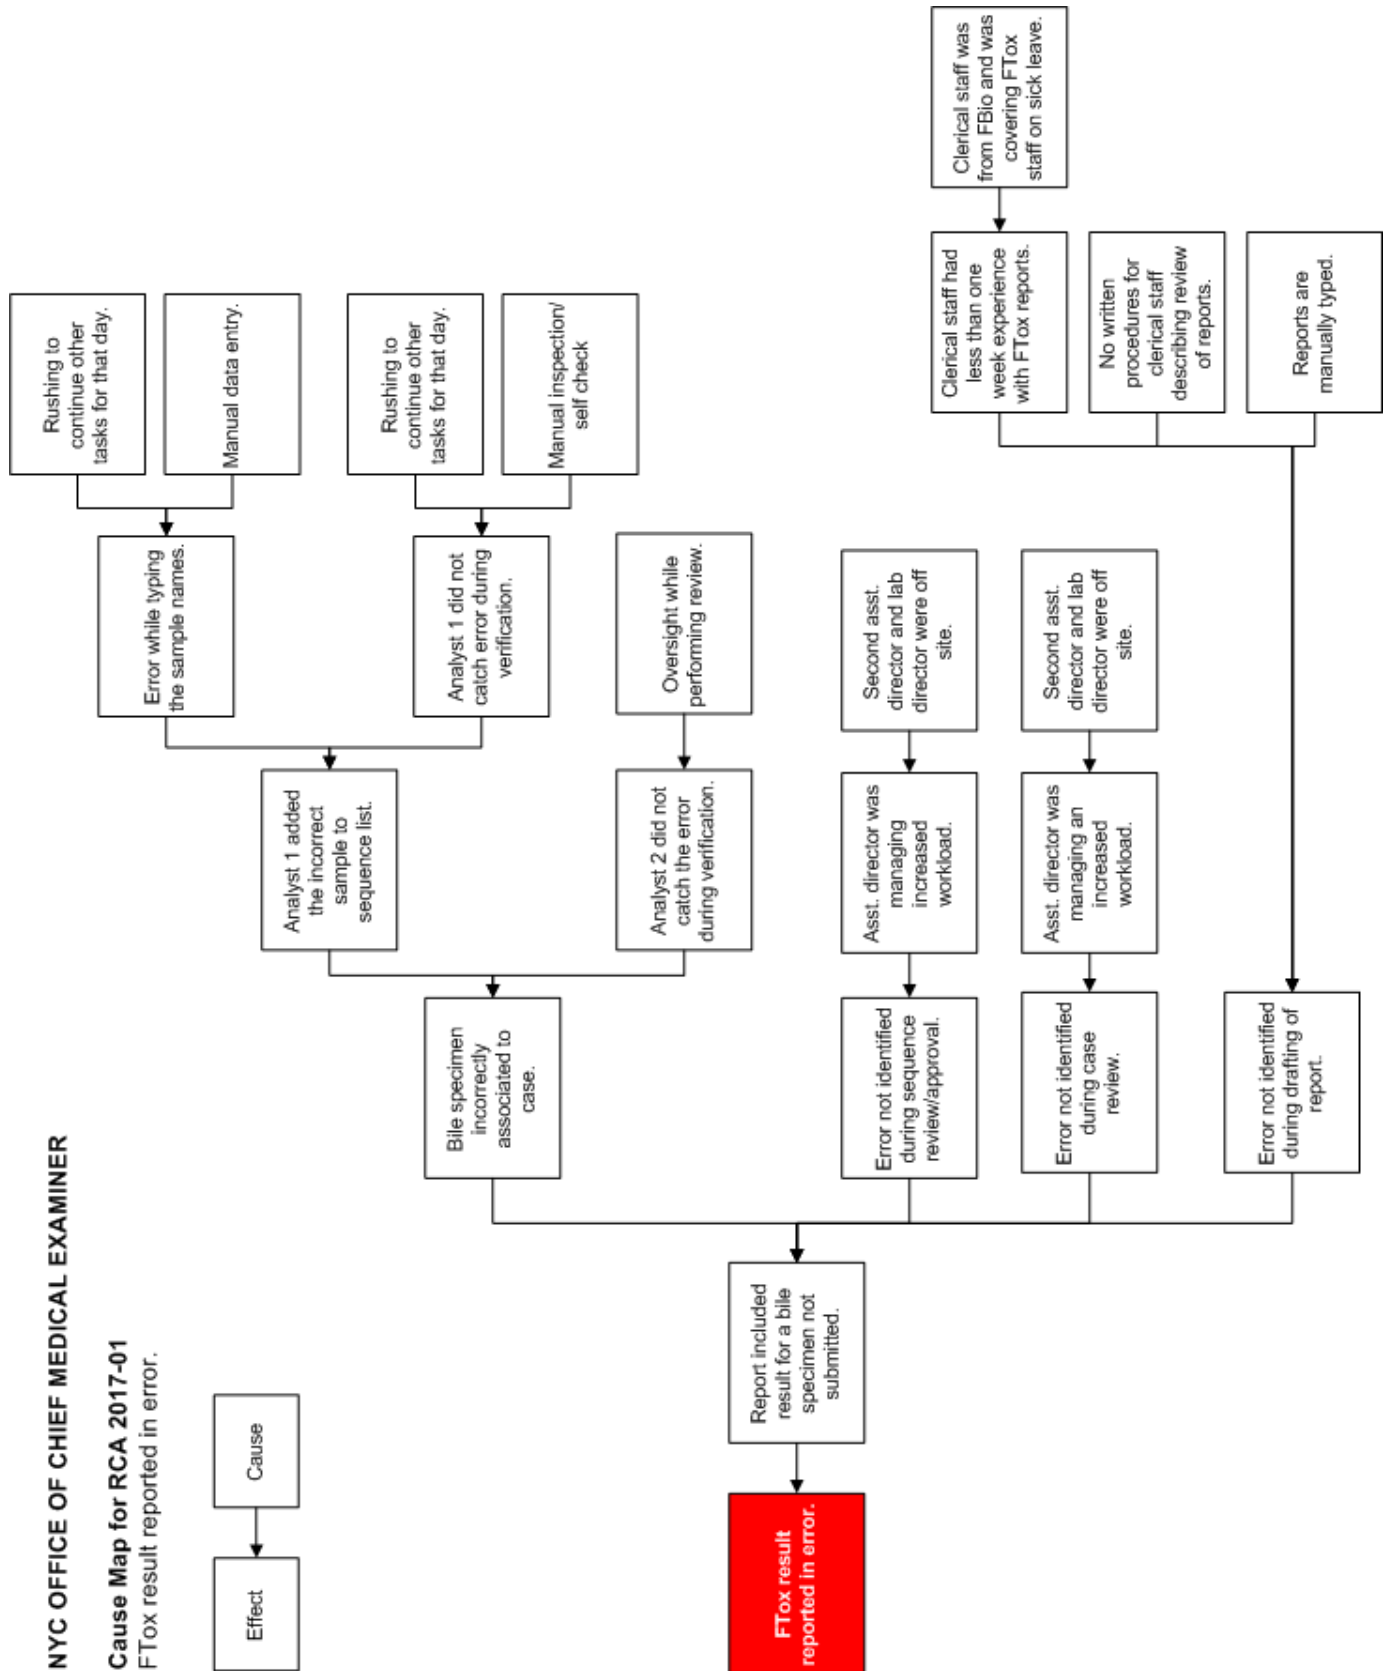 NYC OFFICE OF CHIEF MEDICAL EXAMINER
Cause Map for RCA 2017-01
FTox result reported in error.
Effect
Cause
FTox result
reported in error.
Report included
result for a bile
specimen not
submitted.
Bile specimen
incorrectly
associated to
case.
Analyst 1 added
the incorrect
sample to
sequence list.
Error while typing
the sample names.
Rushing to
continue other
tasks for that day.
Manual data entry.
Analyst 1 did not
catch error during
verification.
Rushing to
continue other
tasks for that day.
Manual inspection/
self check
Analyst 2 did not
catch the error
during verification.
Oversight while
performing review.
Error not identified
during sequence
review/approval.
Asst. director was
managing
increased
workload.
Second asst.
director and lab
director were off
site.
Error not identified
during case
review.
Asst. director was
managing an
increased
workload.
Second asst.
director and lab
director were off
site.
Error not identified
during drafting of
report.
Clerical staff had
less than one
week experience
with FTox reports.
Clerical staff was
from FBio and was
covering FTox
staff on sick leave.
No written
procedures for
clerical staff
describing review
of reports.
Reports are
manually typed.